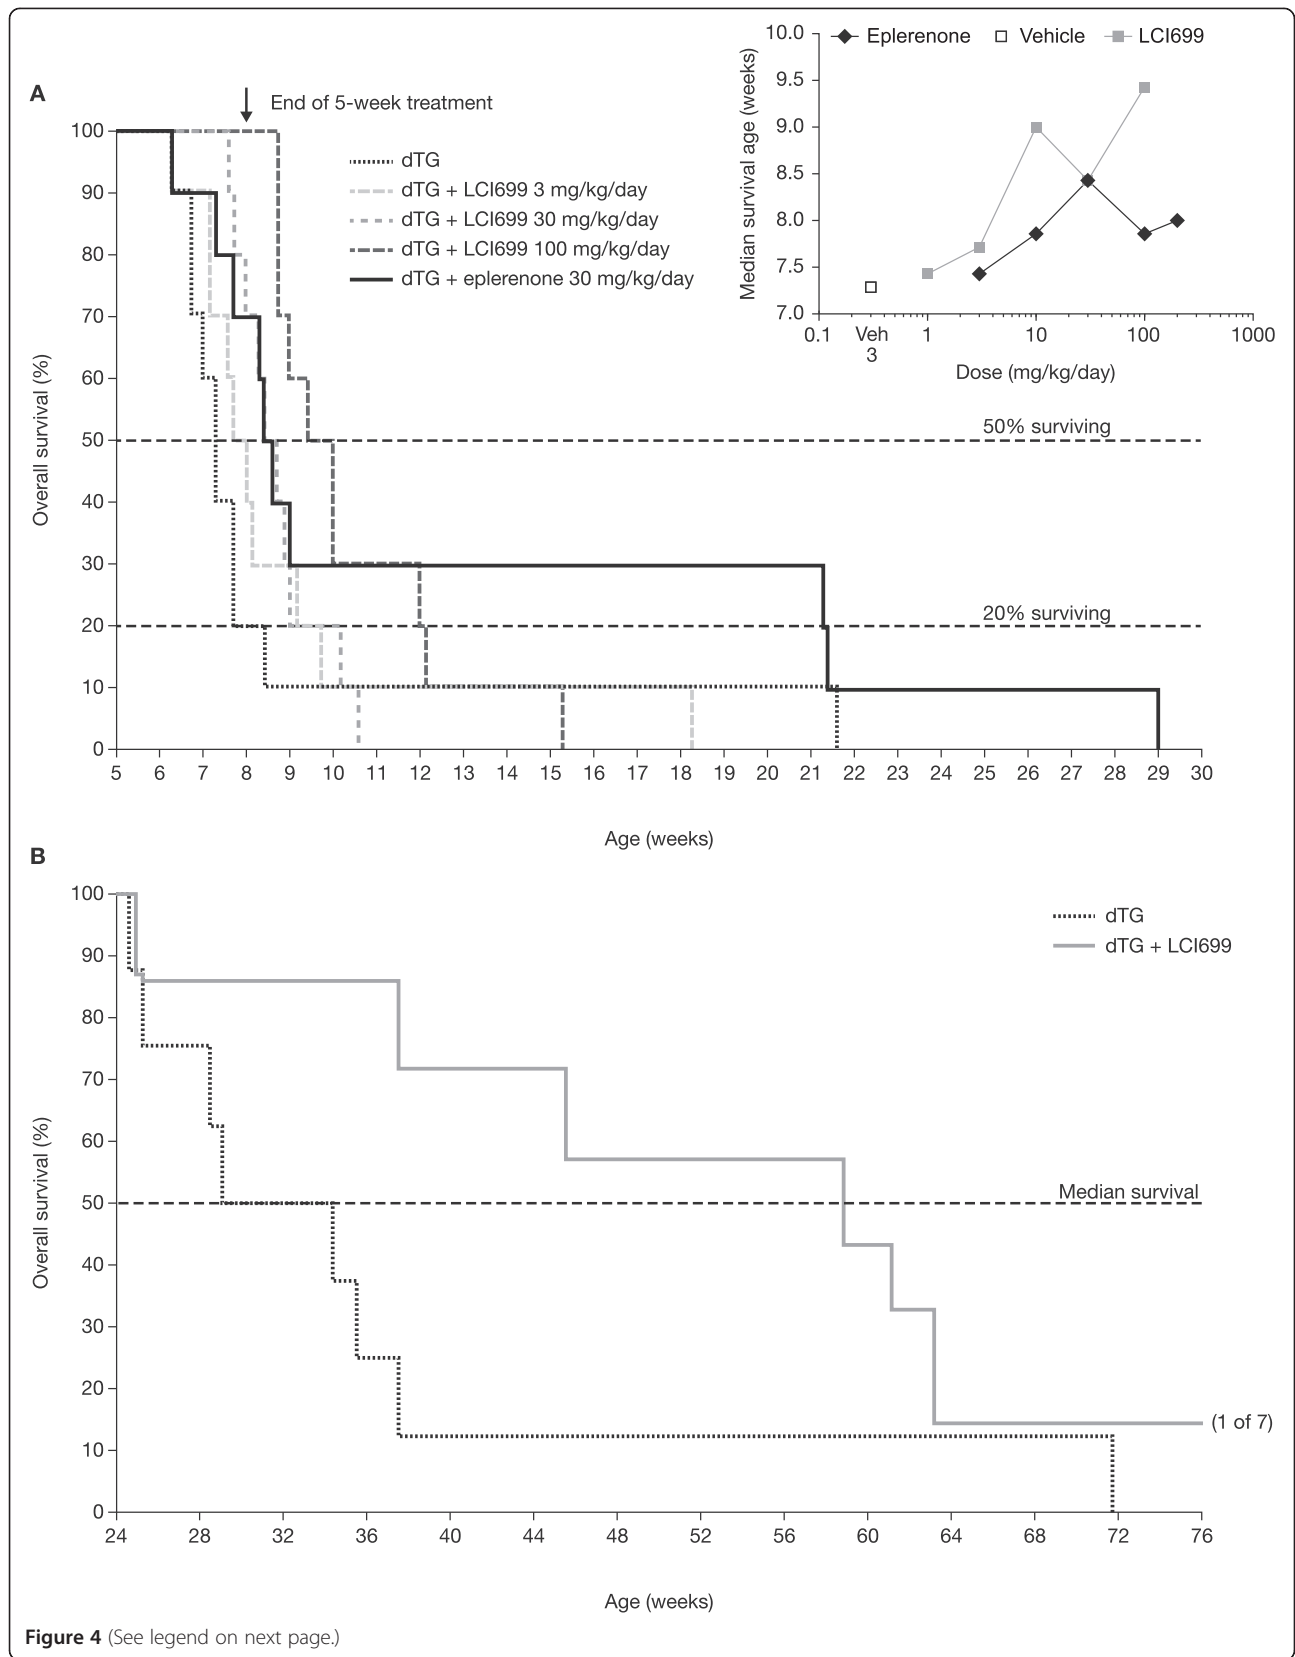 A
End of 5-week treatment
dTG
dTG + LCI699 3 mg/kg/day
dTG + LCI699 30 mg/kg/day
dTG + LCI699 100 mg/kg/day
dTG + eplerenone 30 mg/kg/day
Overall survival (%)
100
90
80
70
60
50
40
30
20
10
0
50% surviving
20% surviving
5 6 7 8 9 10 11 12 13 14 15 16 17 18 19 20 21 22 23 24 25 26 27 28 29 30
Age (weeks)
Eplerenone Vehicle LCI699
Median survival age (weeks)
10.0
9.5
9.0
8.5
8.0
7.5
7.0
0.1 Veh 1 10 100 1000
3
Dose (mg/kg/day)
B
dTG
dTG + LCI699
Overall survival (%)
100
90
80
70
60
50
40
30
20
10
0
Median survival
(1 of 7)
24 28 32 36 40 44 48 52 56 60 64 68 72 76
Age (weeks)
Figure 4 (See legend on next page.)